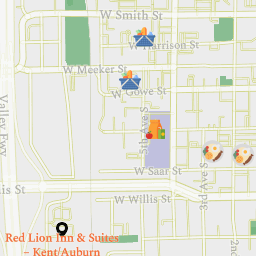 W Smith St
W Harrison St
W Meeker St
W Gowe St
Valley Fwy
4th Ave S
W Saar St
W Willis St
3rd Ave S
Red Lion Inn & Suites
- Kent/Auburn